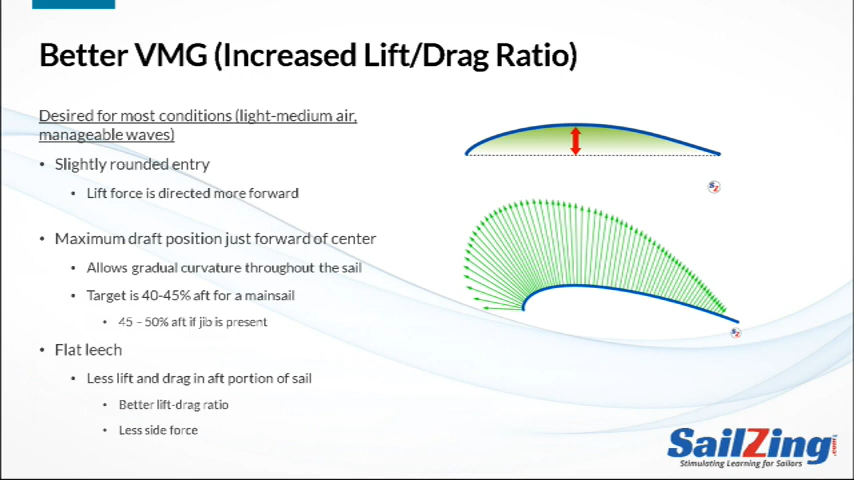 Better VMG (Increased Lift/Drag Ratio)
Desired for most conditions (light-medium air,
manageable waves)
• Slightly rounded entry
• Lift force is directed more forward
• Maximum draft position just forward of center
• Allows gradual curvature throughout the sail
• Target is 40-45% aft for a mainsail
• 45 – 50% aft if jib is present
• Flat leech
• Less lift and drag in aft portion of sail
• Better lift-drag ratio
• Less side force
SZ
SZ
SailZing.com
Stimulating Learning for Sailors